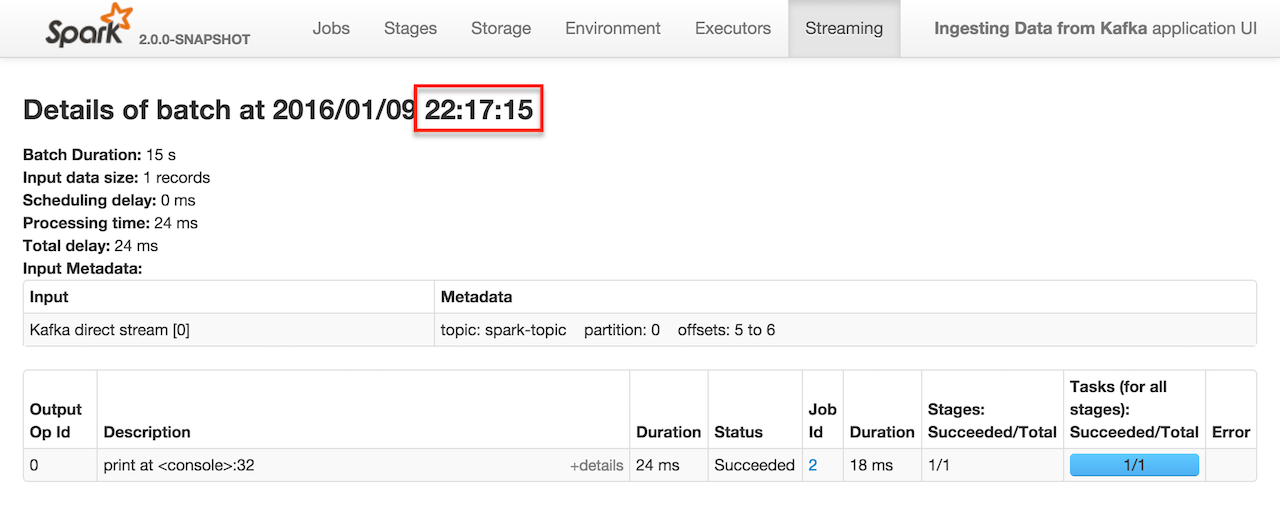 Spark 2.0.0-SNAPSHOT Jobs Stages Storage Environment Executors Streaming Ingesting Data from Kafka application UI
Details of batch at 2016/01/09 22:17:15
Batch Duration: 15 s
Input data size: 1 records
Scheduling delay: 0 ms
Processing time: 24 ms
Total delay: 24 ms
Input Metadata:
Input Metadata
Kafka direct stream [0] topic: spark-topic partition: 0 offsets: 5 to 6
Tasks (for all
Output Job Stages: stages):
Op Id Description Duration Status Id Duration Succeeded/Total Succeeded/Total Error
0 print at <console>:32 +details 24 ms Succeeded 2 18 ms 1/1 1/1